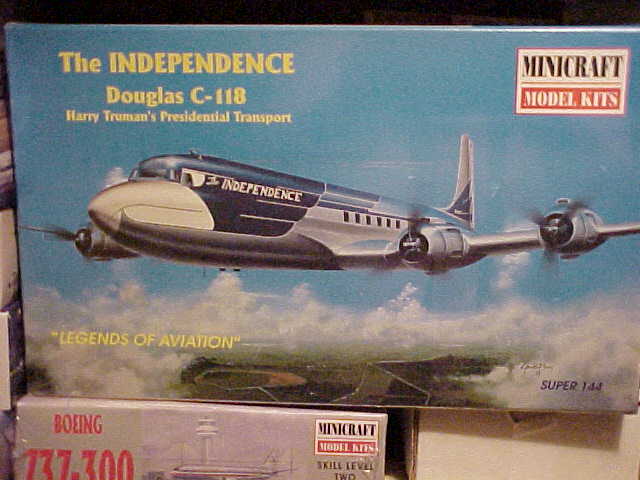 The INDEPENDENCE
Douglas C-118
Harry Truman's Presidential Transport
MINICRAFT
MODEL KITS
The INDEPENDENCE
"LEGENDS OF AVIATION"
SUPER 144
BOEING
737-300
MINICRAFT
MODEL KITS
SKILL LEVEL
TWO